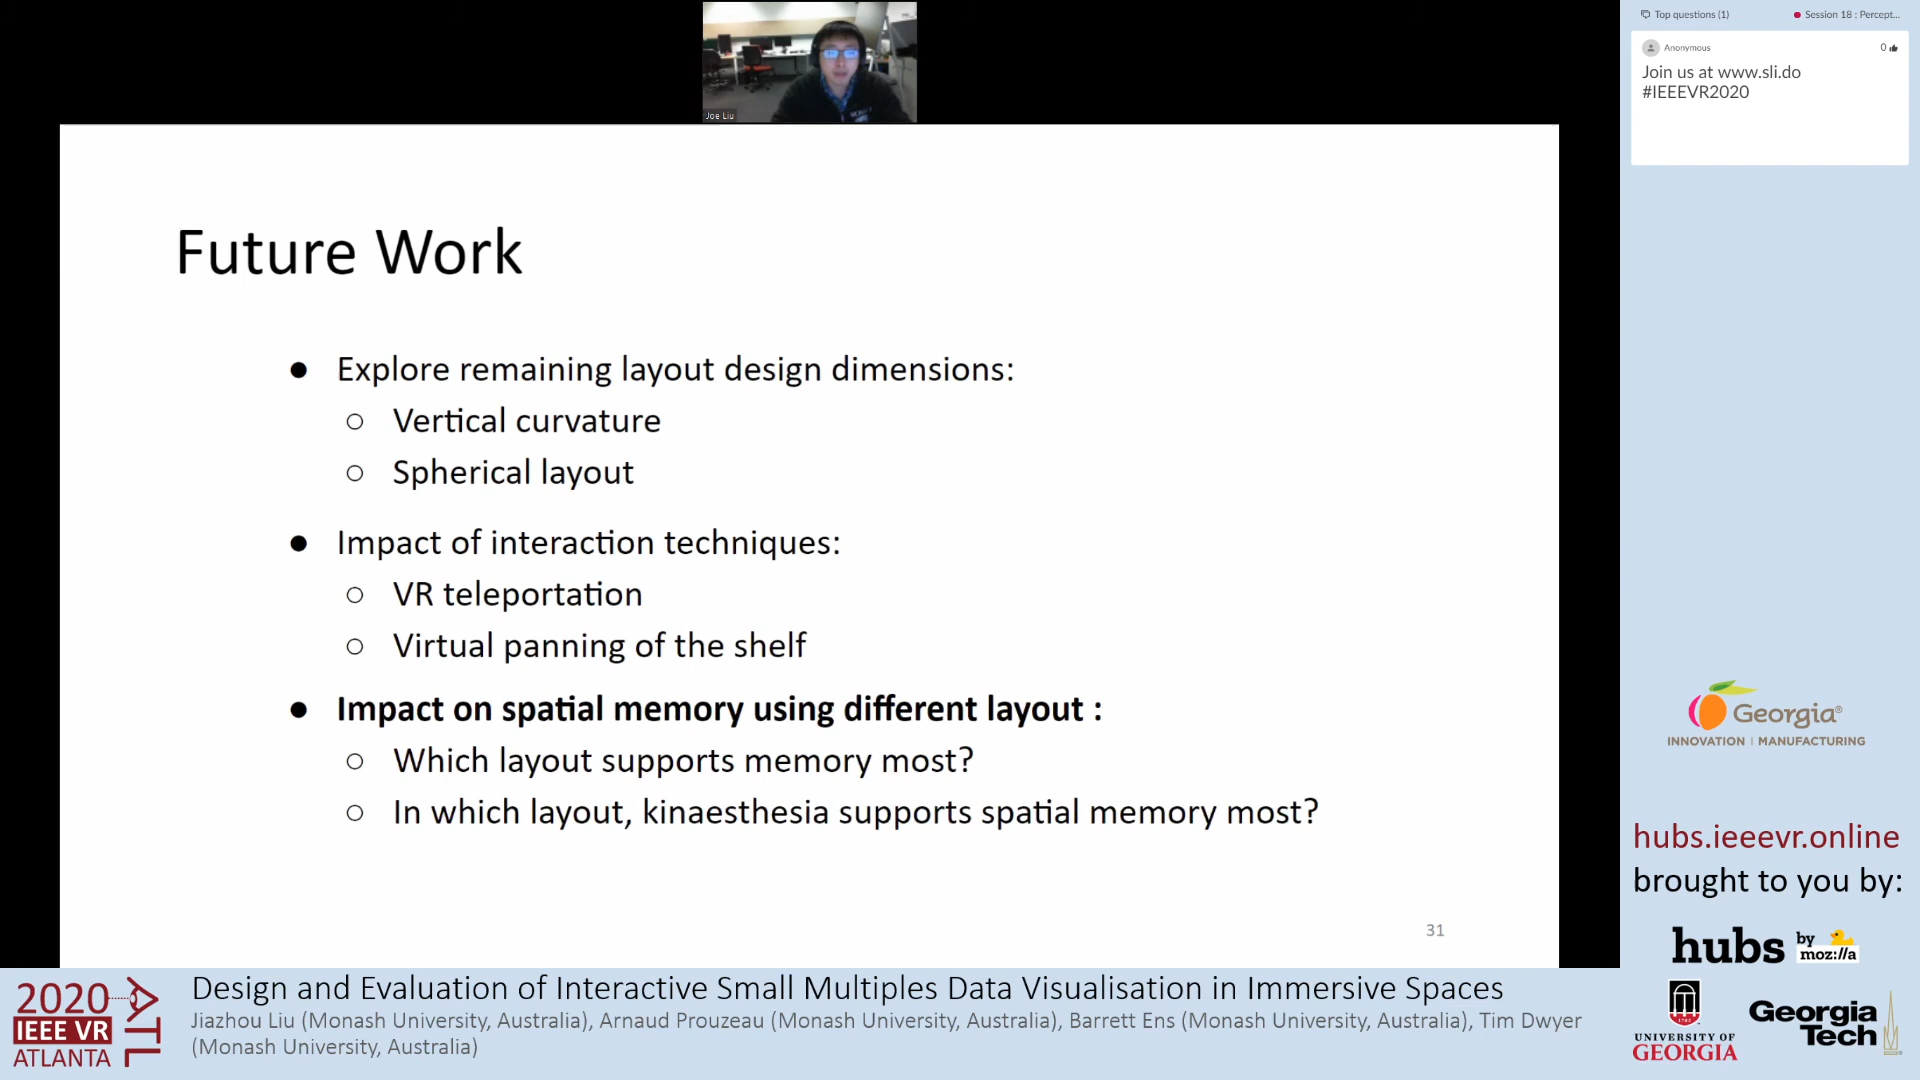 Joe Liu
Future Work
● Explore remaining layout design dimensions:
○ Vertical curvature
○ Spherical layout
● Impact of interaction techniques:
○ VR teleportation
○ Virtual panning of the shelf
● Impact on spatial memory using different layout :
○ Which layout supports memory most?
○ In which layout, kinaesthesia supports spatial memory most?
31
Top questions (1)
Session 18 : Percept...
Anonymous
0
Join us at www.sli.do
#IEEEVR2020
Georgia®
INNOVATION | MANUFACTURING
hubs.ieeevr.online
brought to you by:
hubs by
moz://a
UNIVERSITY OF
GEORGIA
Georgia
Tech
2020
IEEE VR
ATLANTA
ATL
Design and Evaluation of Interactive Small Multiples Data Visualisation in Immersive Spaces
Jiazhou Liu (Monash University, Australia), Arnaud Prouzeau (Monash University, Australia), Barrett Ens (Monash University, Australia), Tim Dwyer
(Monash University, Australia)